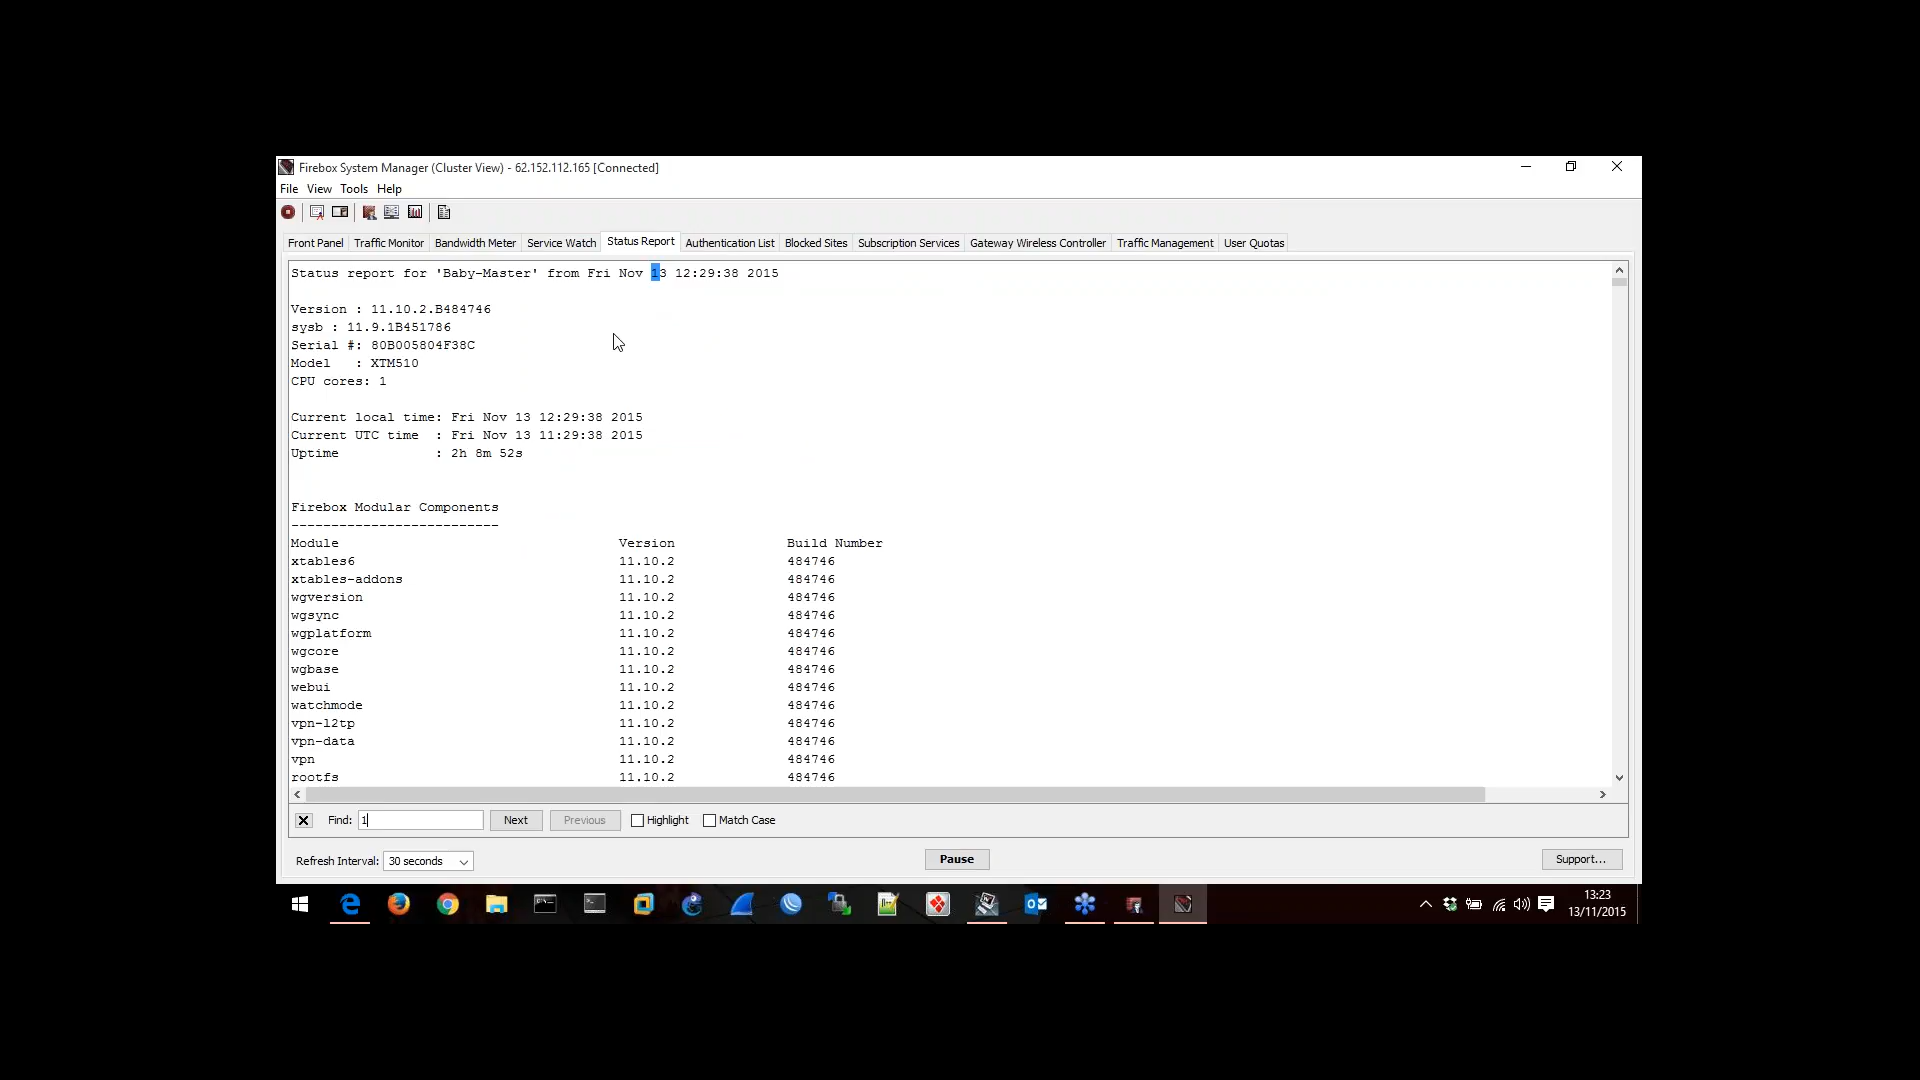 Firebox System Manager (Cluster View) - 62.152.112.165 [Connected]
File View Tools Help
Front Panel Traffic Monitor Bandwidth Meter Service Watch Status Report Authentication List Blocked Sites Subscription Services Gateway Wireless Controller Traffic Management User Quotas
Status report for 'Baby-Master' from Fri Nov 13 12:29:38 2015
Version : 11.10.2.B484746
sysb : 11.9.1B451786
Serial #: 80B005804F38C
Model : XTM510
CPU cores: 1
Current local time: Fri Nov 13 12:29:38 2015
Current UTC time : Fri Nov 13 11:29:38 2015
Uptime : 2h 8m 52s
Firebox Modular Components
--------------------------
Module Version Build Number
xtables6 11.10.2 484746
xtables-addons 11.10.2 484746
wgversion 11.10.2 484746
wgsync 11.10.2 484746
wgplatform 11.10.2 484746
wgcore 11.10.2 484746
wgbase 11.10.2 484746
webui 11.10.2 484746
watchmode 11.10.2 484746
vpn-l2tp 11.10.2 484746
vpn-data 11.10.2 484746
vpn 11.10.2 484746
rootfs 11.10.2 484746
Find: 1 Next Previous Highlight Match Case
Refresh Interval: 30 seconds Pause Support...
13:23
13/11/2015